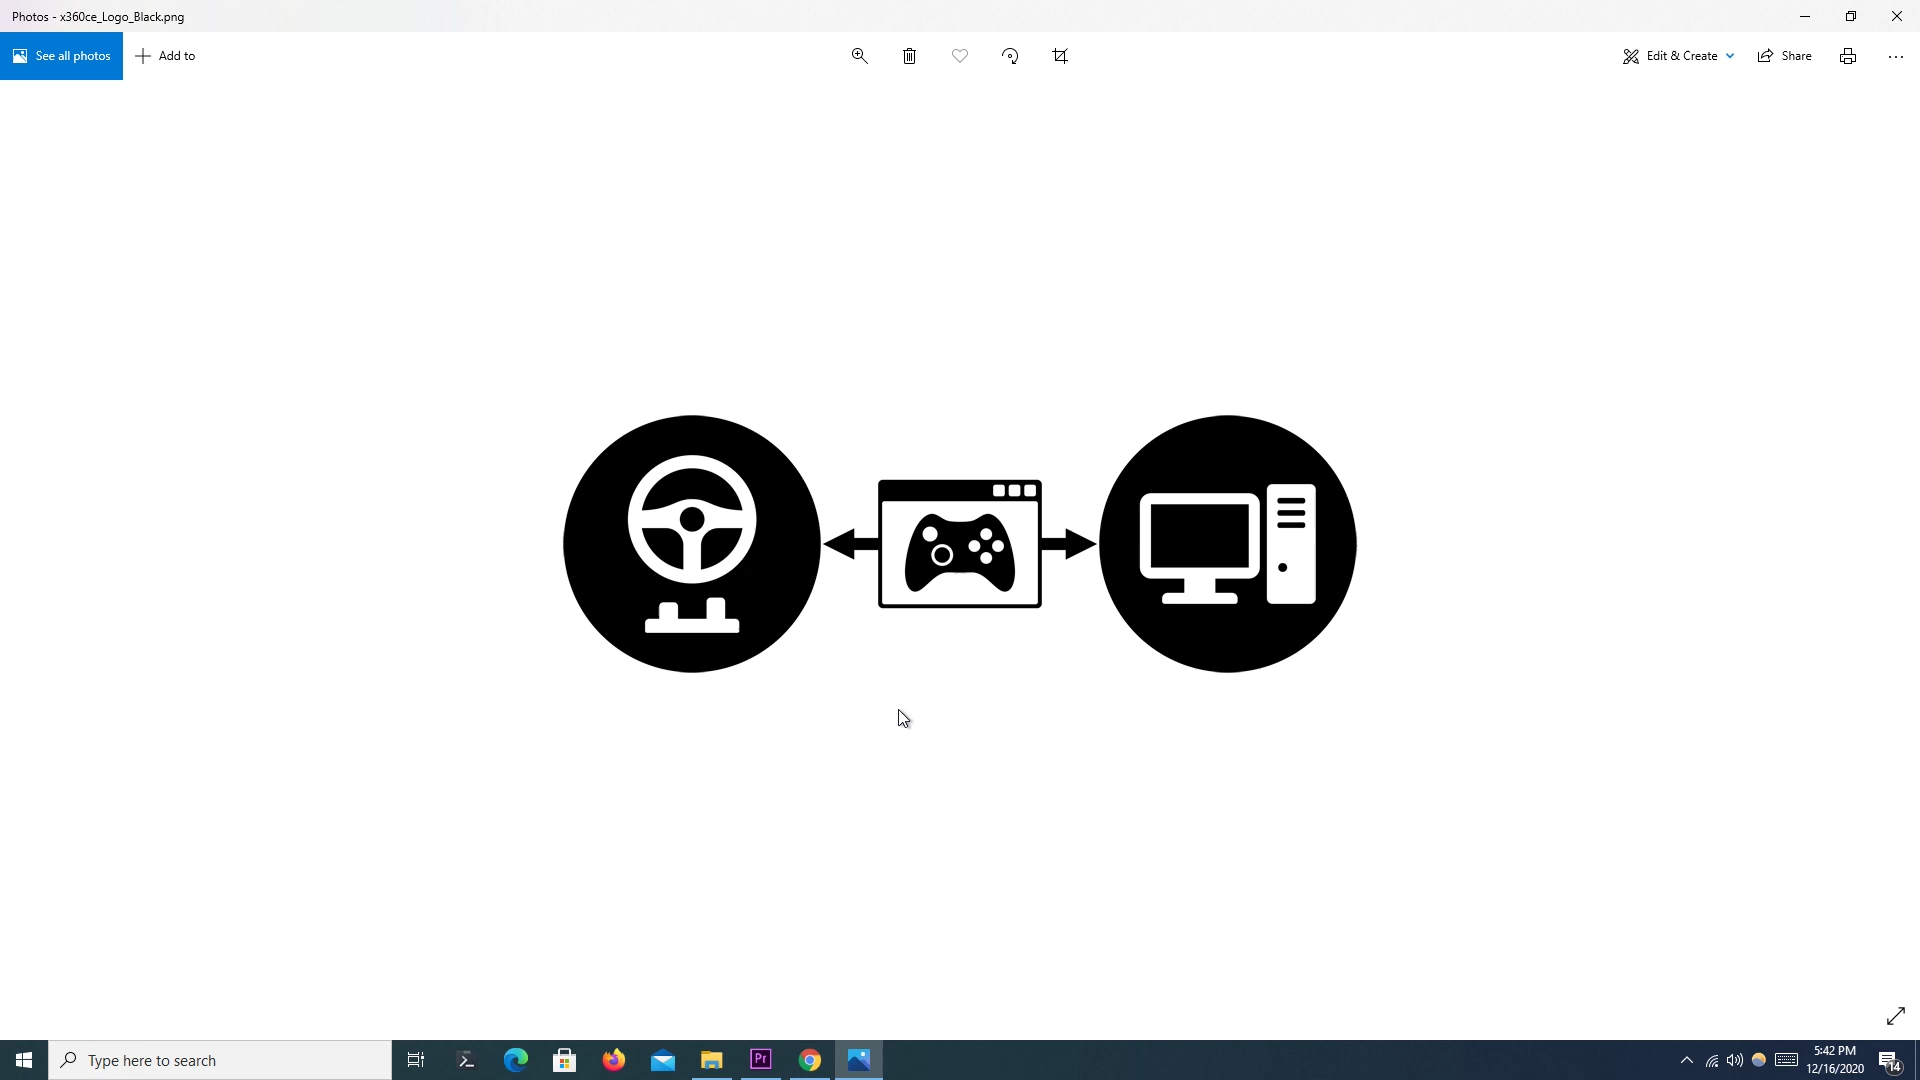 Photos - x360ce_Logo_Black.png
See all photos
Add to
Edit & Create
Share
Type here to search
Pr
5:42 PM
12/16/2020
14